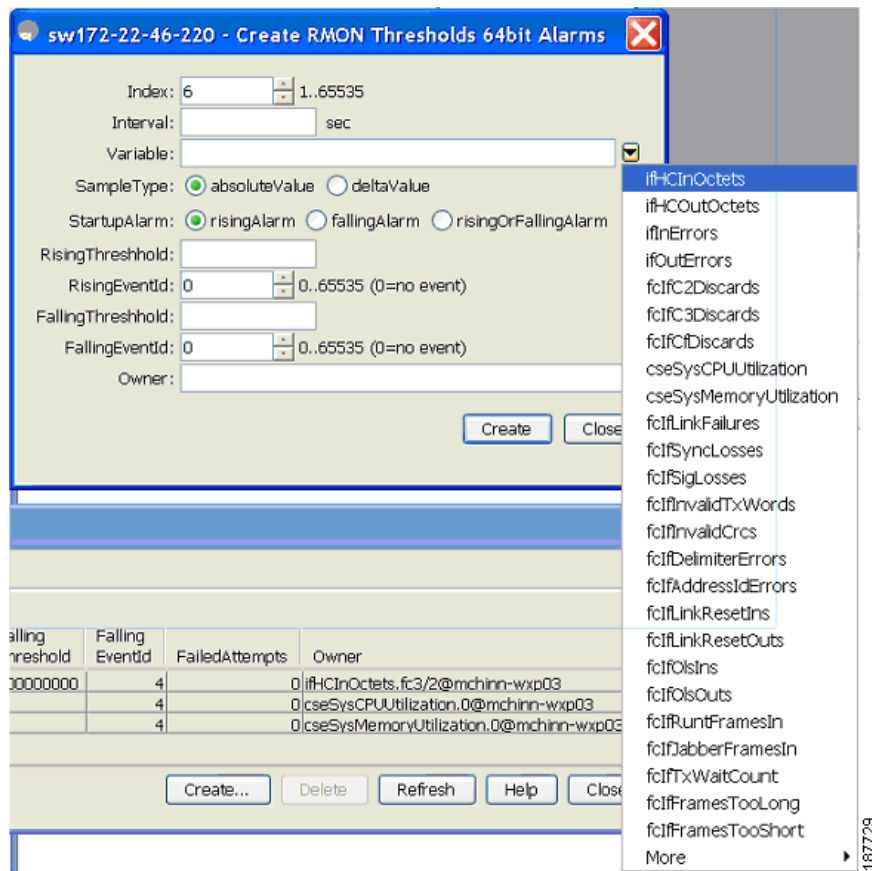 sw172-22-46-220 - Create RMON Thresholds 64bit Alarms
Index: 6 1..65535
Interval: sec
Variable:
SampleType: absoluteValue deltaValue
StartupAlarm: risingAlarm fallingAlarm risingOrFallingAlarm
RisingThreshhold:
RisingEventId: 0 0..65535 (0=no event)
FallingThreshhold:
FallingEventId: 0 0..65535 (0=no event)
Owner:
Create Close
ifHCInOctets
ifHCOutOctets
ifInErrors
ifOutErrors
fcIfC2Discards
fcIfC3Discards
fcIfCfDiscards
cseSysCPUUtilization
cseSysMemoryUtilization
fcIfLinkFailures
fcIfSyncLosses
fcIfSigLosses
fcIfInvalidTxWords
fcIfInvalidCrcs
fcIfDelimiterErrors
fcIfAddressIdErrors
fcIfLinkResetIns
fcIfLinkResetOuts
fcIfOlsIns
fcIfOlsOuts
fcIfRuntFramesIn
fcIfJabberFramesIn
fcIfTxWaitCount
fcIfFramesTooLong
fcIfFramesTooShort
More
alling Falling
hreshold EventId FailedAttempts Owner
00000000 4 0 ifHCInOctets.fc3/2@mchinn-wxp03
4 0 cseSysCPUUtilization.0@mchinn-wxp03
4 0 cseSysMemoryUtilization.0@mchinn-wxp03
Create... Delete Refresh Help Close
187729